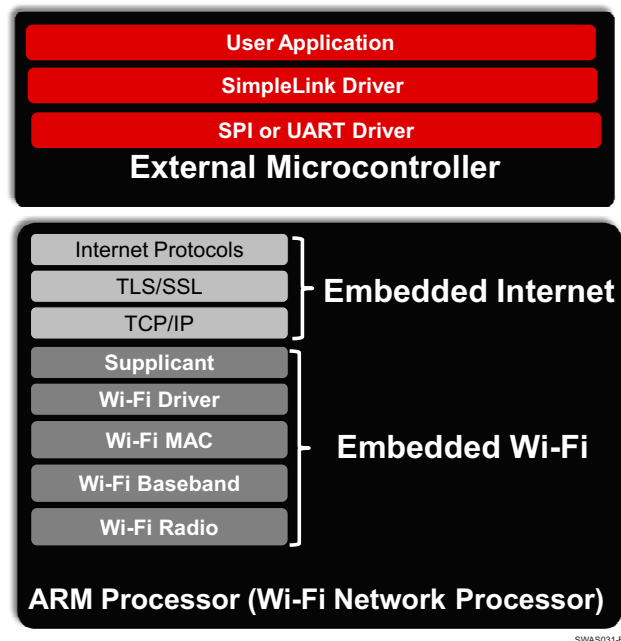 User Application
SimpleLink Driver
SPI or UART Driver
External Microcontroller
Internet Protocols
TLS/SSL
TCP/IP
Embedded Internet
Supplicant
Wi-Fi Driver
Wi-Fi MAC
Wi-Fi Baseband
Wi-Fi Radio
Embedded Wi-Fi
ARM Processor (Wi-Fi Network Processor)